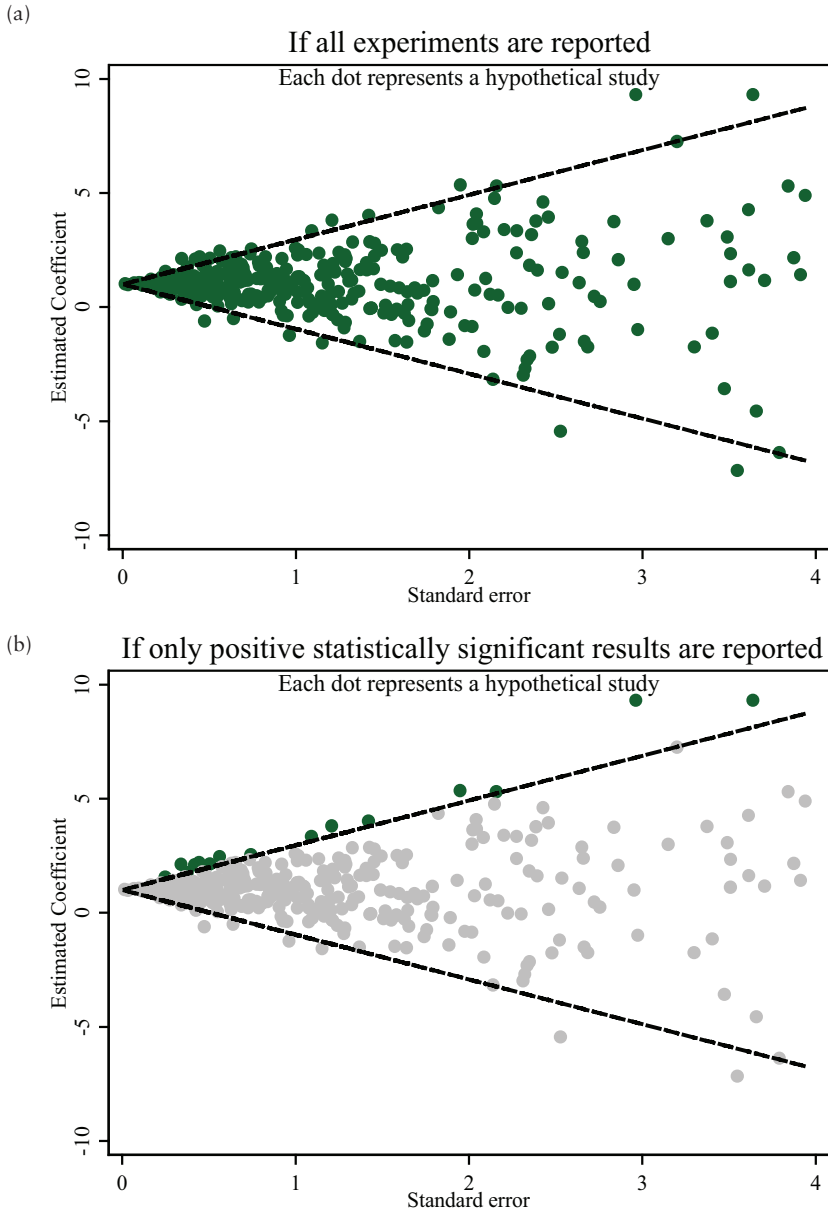 (a)
If all experiments are reported
Each dot represents a hypothetical study
10
5
0
-5
-10
Estimated Coefficient
0 1 2 3 4
Standard error
(b)
If only positive statistically significant results are reported
Each dot represents a hypothetical study
10
5
0
-5
-10
Estimated Coefficient
0 1 2 3 4
Standard error